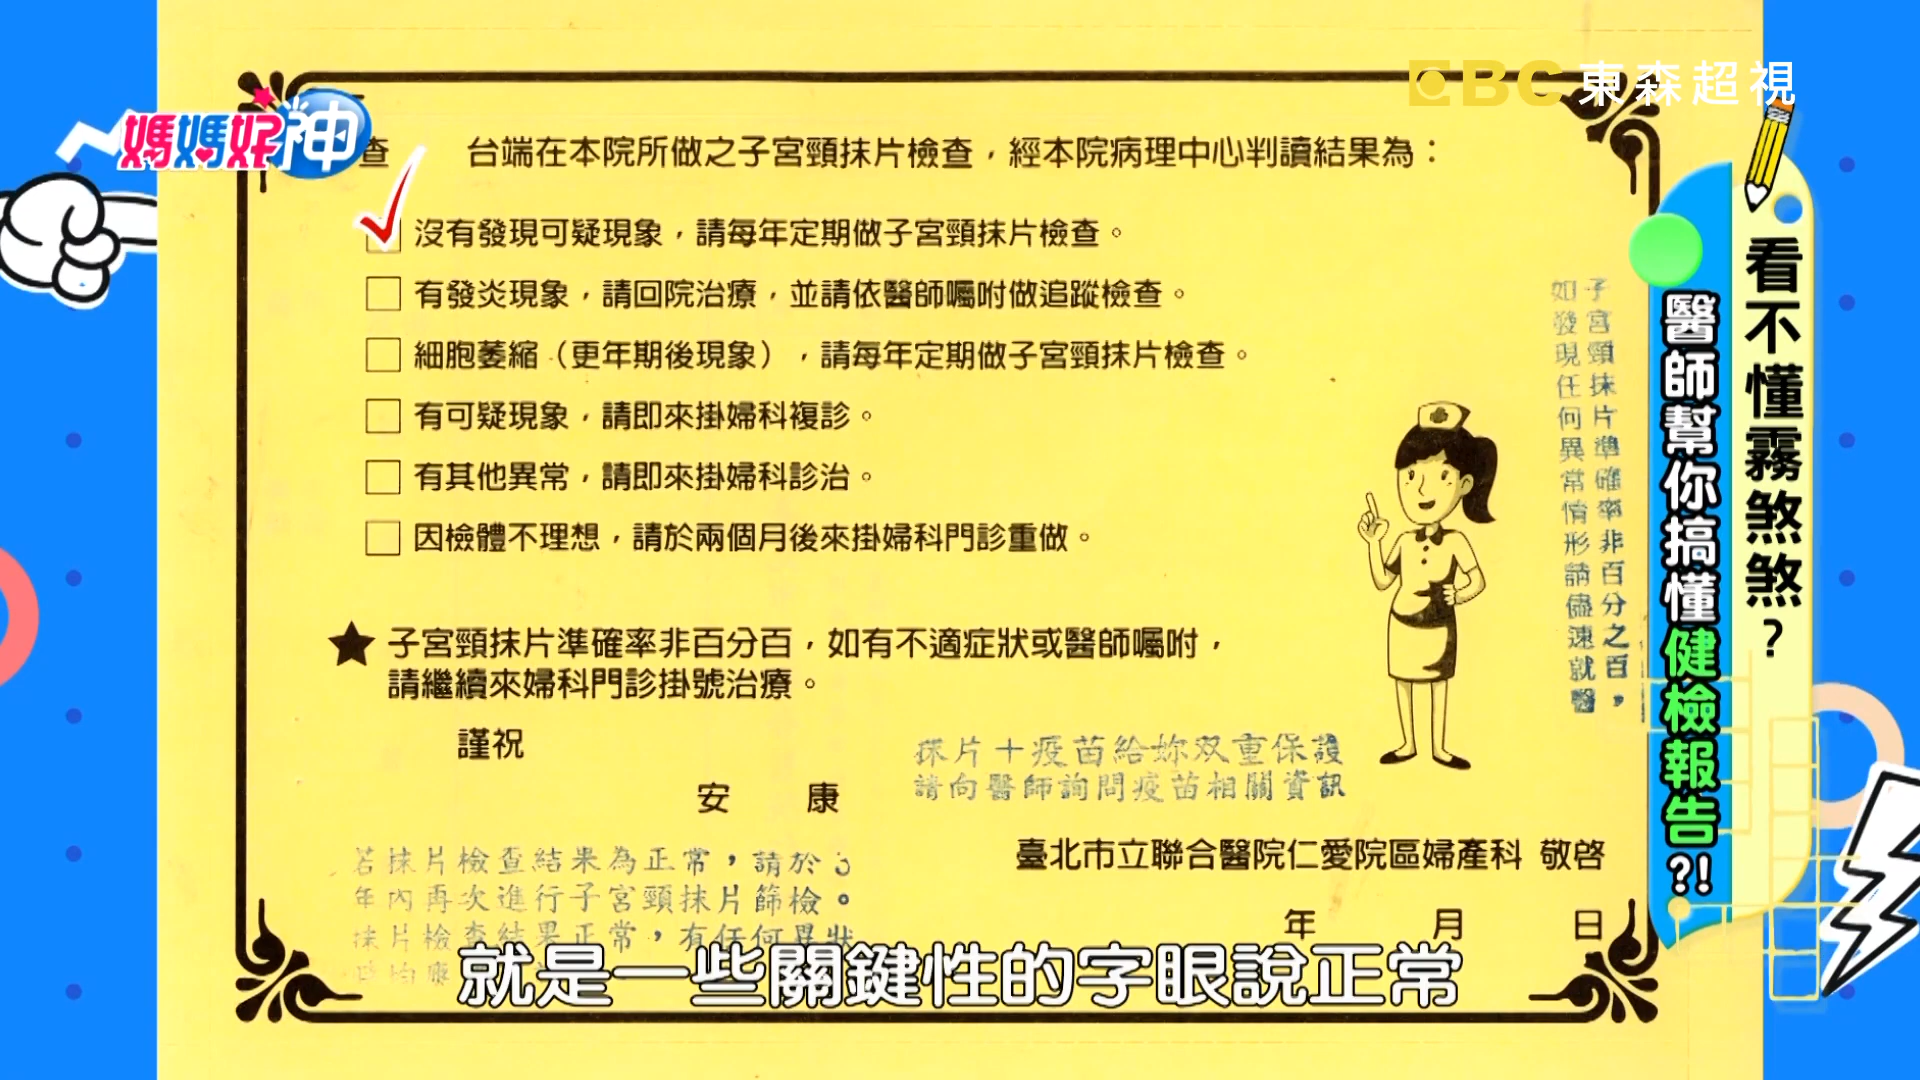 EBC 東森超視
媽媽好神
查 台端在本院所做之子宮頸抹片檢查，經本院病理中心判讀結果為：
沒有發現可疑現象，請每年定期做子宮頸抹片檢查。
有發炎現象，請回院治療，並請依醫師囑咐做追蹤檢查。
細胞萎縮（更年期後現象），請每年定期做子宮頸抹片檢查。
有可疑現象，請即來掛婦科複診。
有其他異常，請即來掛婦科診治。
因檢體不理想，請於兩個月後來掛婦科門診重做。
★子宮頸抹片準確率非百分百，如有不適症狀或醫師囑咐，
請繼續來婦科門診掛號治療。
謹祝
安 康
抹片＋疫苗給妳双重保護
請向醫師詢問疫苗相關資訊
臺北市立聯合醫院仁愛院區婦產科 敬啓
年 月 日
若抹片檢查結果為正常，請於3
年內再次進行子宮頸抹片篩檢。
抹片檢查結果正常，有任何異狀
子宮頸抹片準確率非百分之百，
如發現任何異常情形請儘速就醫
看不懂霧煞煞？
醫師幫你搞懂健檢報告?!
就是一些關鍵性的字眼說正常